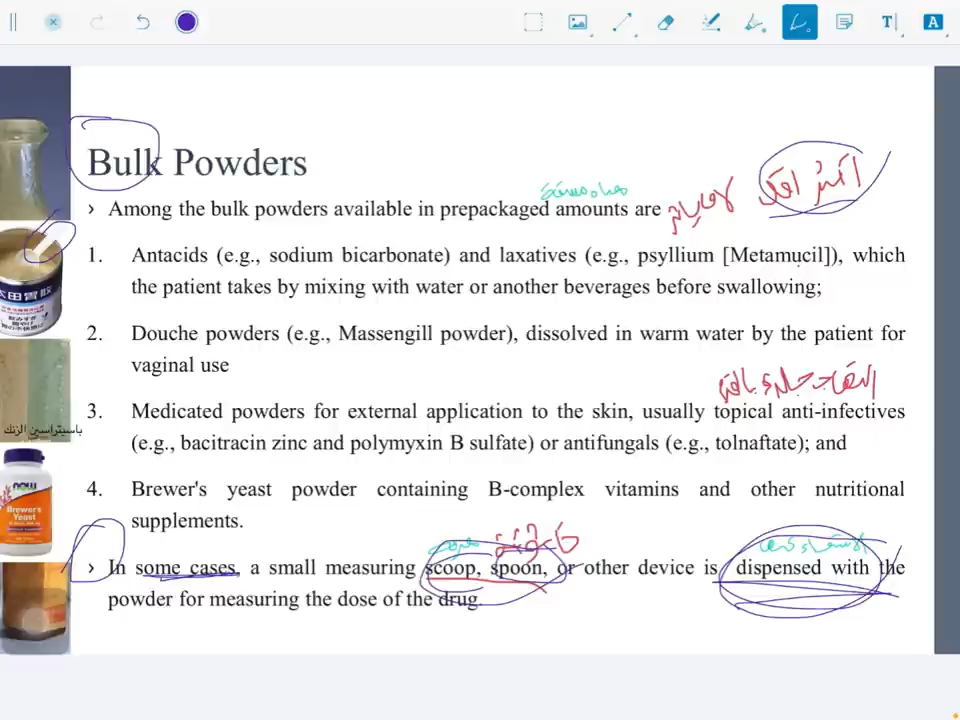 Bulk Powders
› Among the bulk powders available in prepackaged amounts are
1. Antacids (e.g., sodium bicarbonate) and laxatives (e.g., psyllium [Metamucil]), which
the patient takes by mixing with water or another beverages before swallowing;
2. Douche powders (e.g., Massengill powder), dissolved in warm water by the patient for
vaginal use
3. Medicated powders for external application to the skin, usually topical anti-infectives
باسيتراسين الزنك
(e.g., bacitracin zinc and polymyxin B sulfate) or antifungals (e.g., tolnaftate); and
NOW
Brewer's
Yeast
4. Brewer's yeast powder containing B-complex vitamins and other nutritional
supplements.
› In some cases, a small measuring scoop, spoon, or other device is dispensed with the
powder for measuring the dose of the drug.